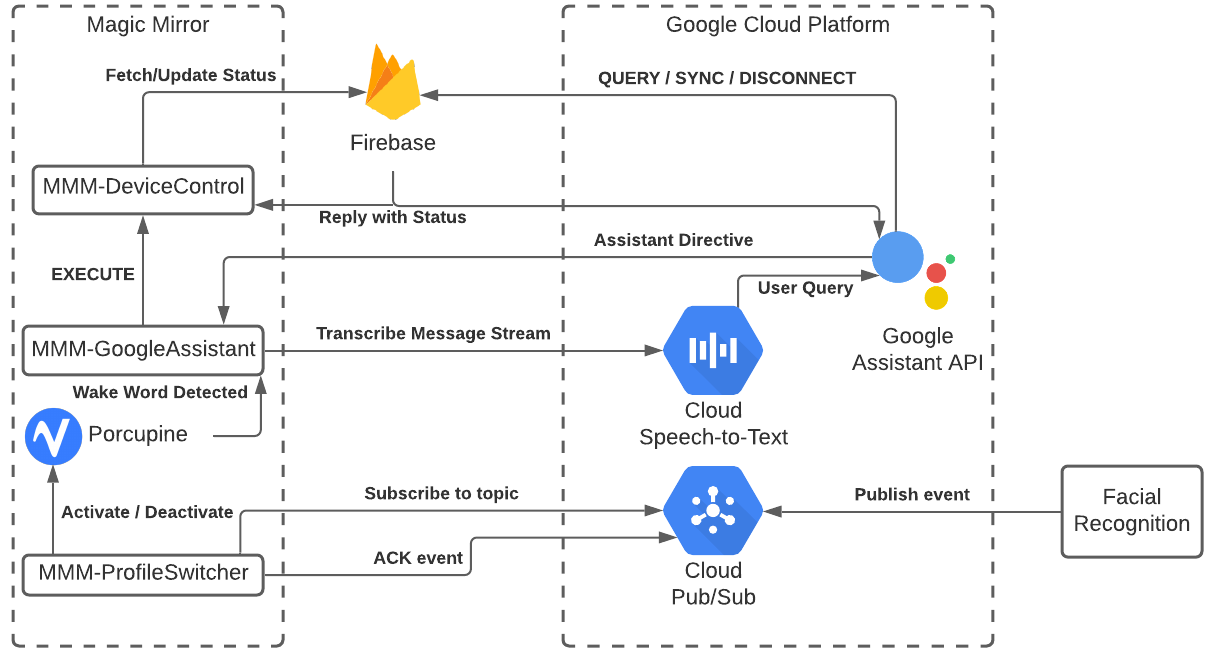 Magic Mirror
Google Cloud Platform
Fetch/Update Status
QUERY / SYNC / DISCONNECT
Firebase
MMM-DeviceControl
Reply with Status
Assistant Directive
EXECUTE
User Query
Google
Assistant API
Transcribe Message Stream
MMM-GoogleAssistant
Wake Word Detected
Cloud
Speech-to-Text
Porcupine
Subscribe to topic
Publish event
Facial
Recognition
Activate / Deactivate
ACK event
MMM-ProfileSwitcher
Cloud
Pub/Sub